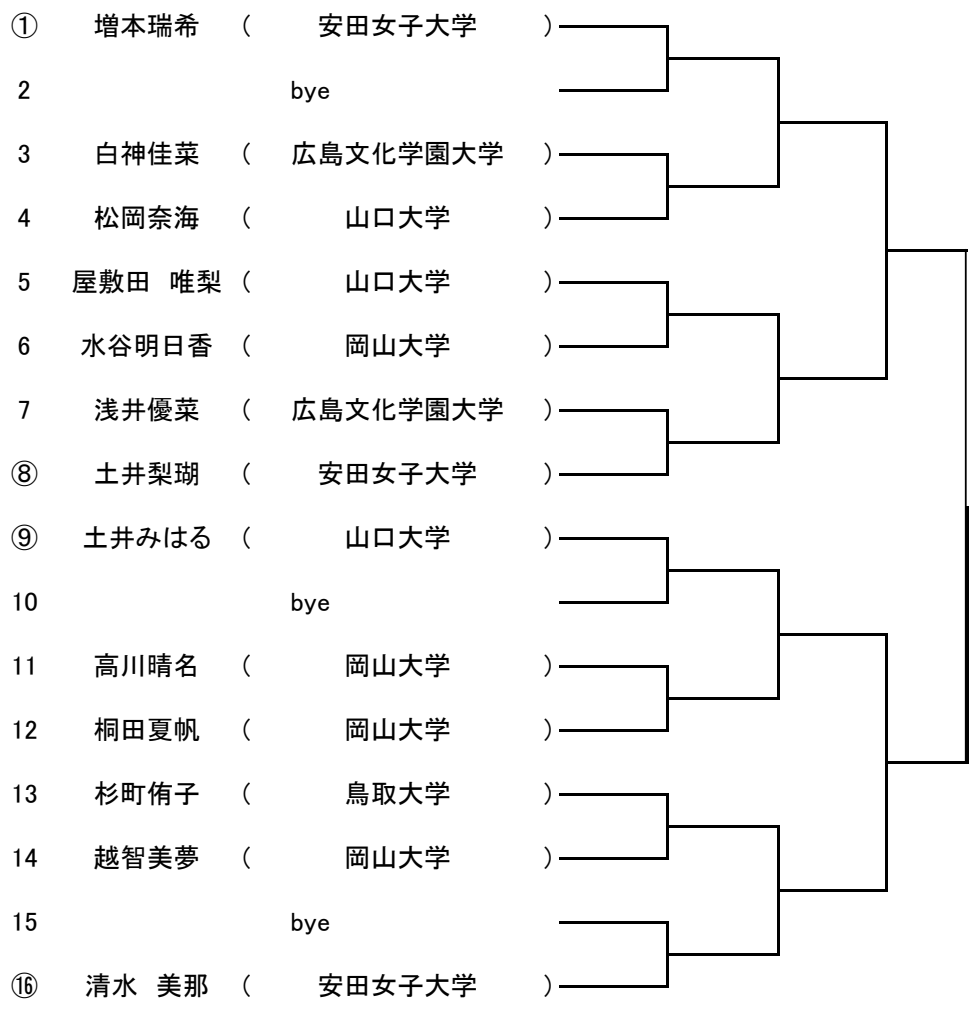 ① 増本瑞希 ( 安田女子大学 )
2 bye
3 白神佳菜 ( 広島文化学園大学 )
4 松岡奈海 ( 山口大学 )
5 屋敷田 唯梨 ( 山口大学 )
6 水谷明日香 ( 岡山大学 )
7 浅井優菜 ( 広島文化学園大学 )
⑧ 土井梨瑚 ( 安田女子大学 )
⑨ 土井みはる ( 山口大学 )
10 bye
11 高川晴名 ( 岡山大学 )
12 桐田夏帆 ( 岡山大学 )
13 杉町侑子 ( 鳥取大学 )
14 越智美夢 ( 岡山大学 )
15 bye
⑯ 清水 美那 ( 安田女子大学 )